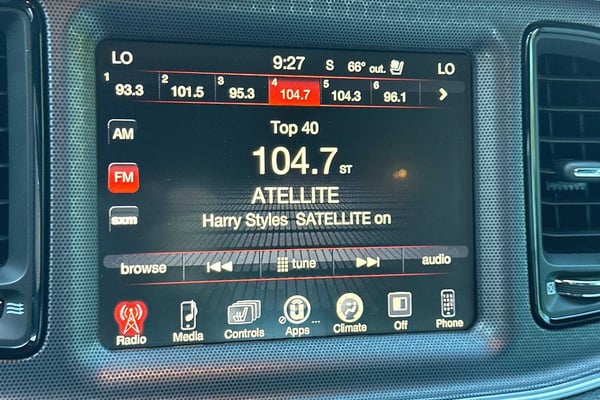 LO 9:27 S 66° out. LO
1 93.3 2 101.5 3 95.3 4 104.7 5 104.3 6 96.1
AM
Top 40
104.7 ST
FM
ATELLITE
sxm
Harry Styles SATELLITE on
browse tune audio
Radio Media Controls Apps... Climate Off Phone